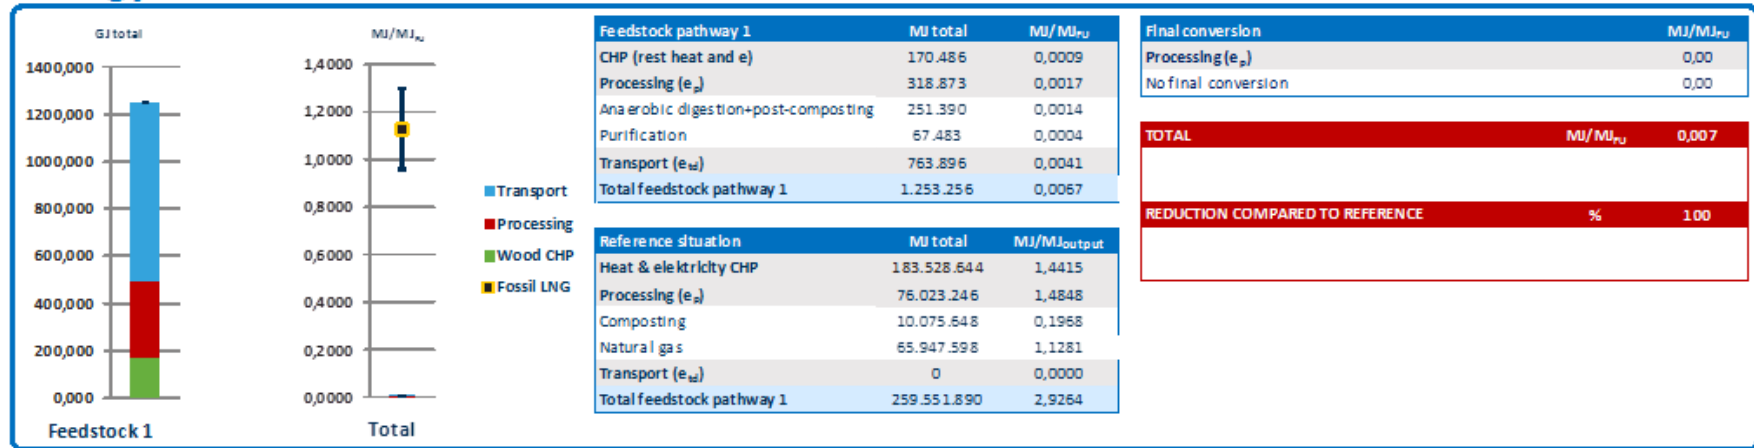 GJ total
1400,000
1200,000
1000,000
800,000
600,000
400,000
200,000
0,000
Feedstock 1
MJ/MJFU
1,4000
1,2000
1,0000
0,8000
0,6000
0,4000
0,2000
0,0000
Total
Transport
Processing
Wood CHP
Fossil LNG
Feedstock pathway 1 MJ total MJ/MJFU
CHP (rest heat and e) 170.486 0,0009
Processing (ep) 318.873 0,0017
Anaerobic digestion+post-composting 251.390 0,0014
Purification 67.483 0,0004
Transport (etd) 763.896 0,0041
Total feedstock pathway 1 1.253.256 0,0067
Reference situation MJ total MJ/MJoutput
Heat & elektricity CHP 183.528.644 1,4415
Processing (ep) 76.023.246 1,4848
Composting 10.075.648 0,1968
Natural gas 65.947.598 1,1281
Transport (etd) 0 0,0000
Total feedstock pathway 1 259.551.890 2,9264
Final conversion MJ/MJFU
Processing (ep) 0,00
No final conversion 0,00
TOTAL MJ/MJFU 0,007
REDUCTION COMPARED TO REFERENCE % 100